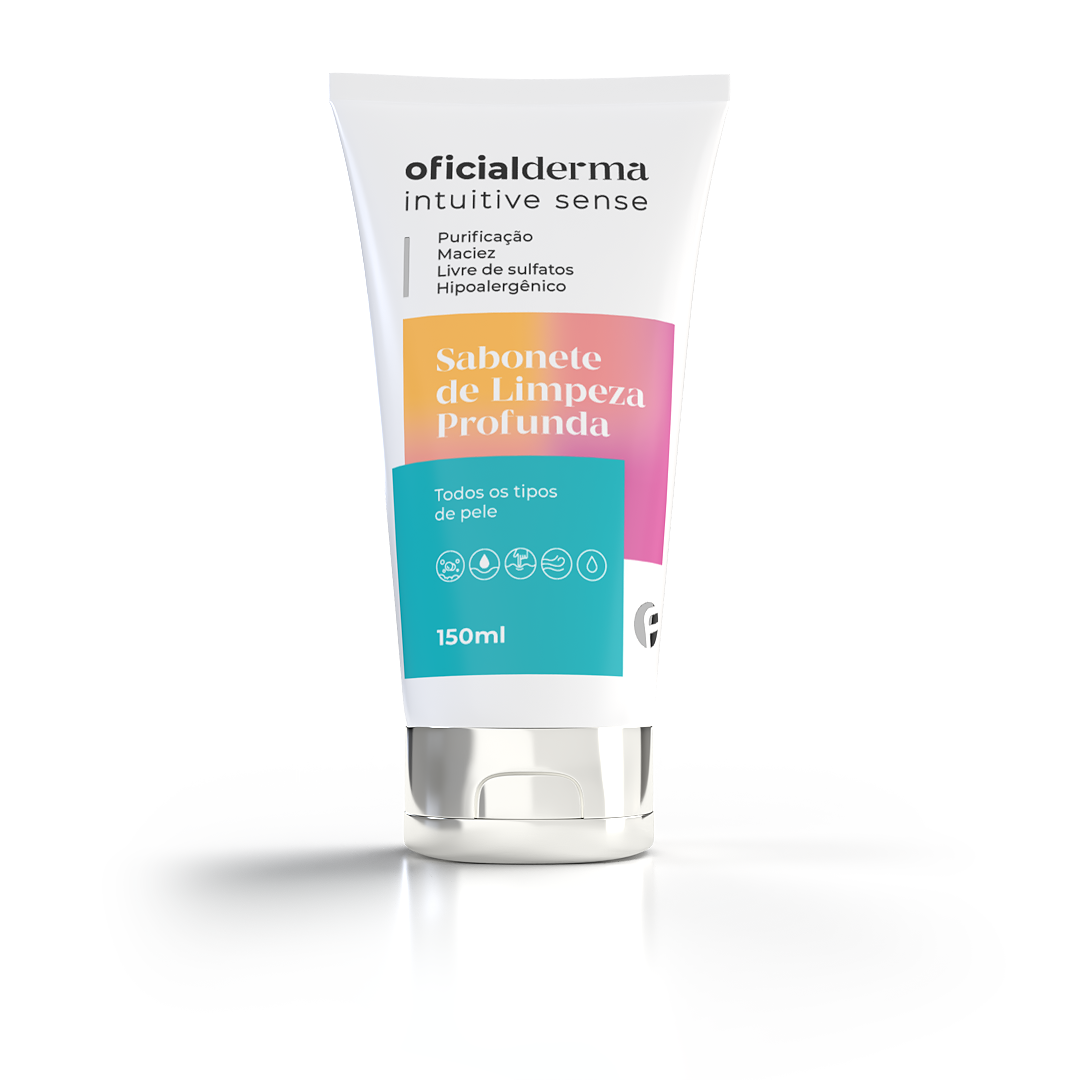 oficialderma
intuitive sense
Purificação
Maciez
Livre de sulfatos
Hipoalergênico
Sabonete
de Limpeza
Profunda
Todos os tipos
de pele
150ml